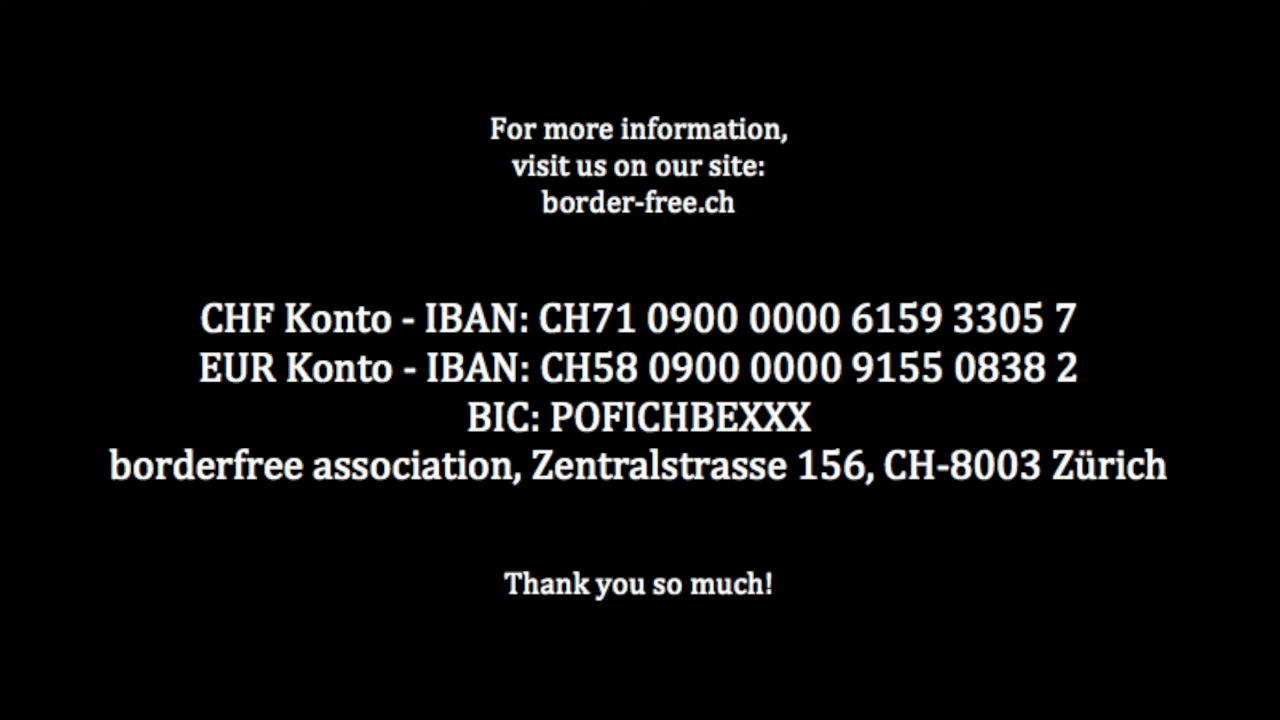 For more information,
visit us on our site:
border-free.ch
CHF Konto - IBAN: CH71 0900 0000 6159 3305 7
EUR Konto - IBAN: CH58 0900 0000 9155 0838 2
BIC: POFICHBEXXX
borderfree association, Zentralstrasse 156, CH-8003 Zürich
Thank you so much!